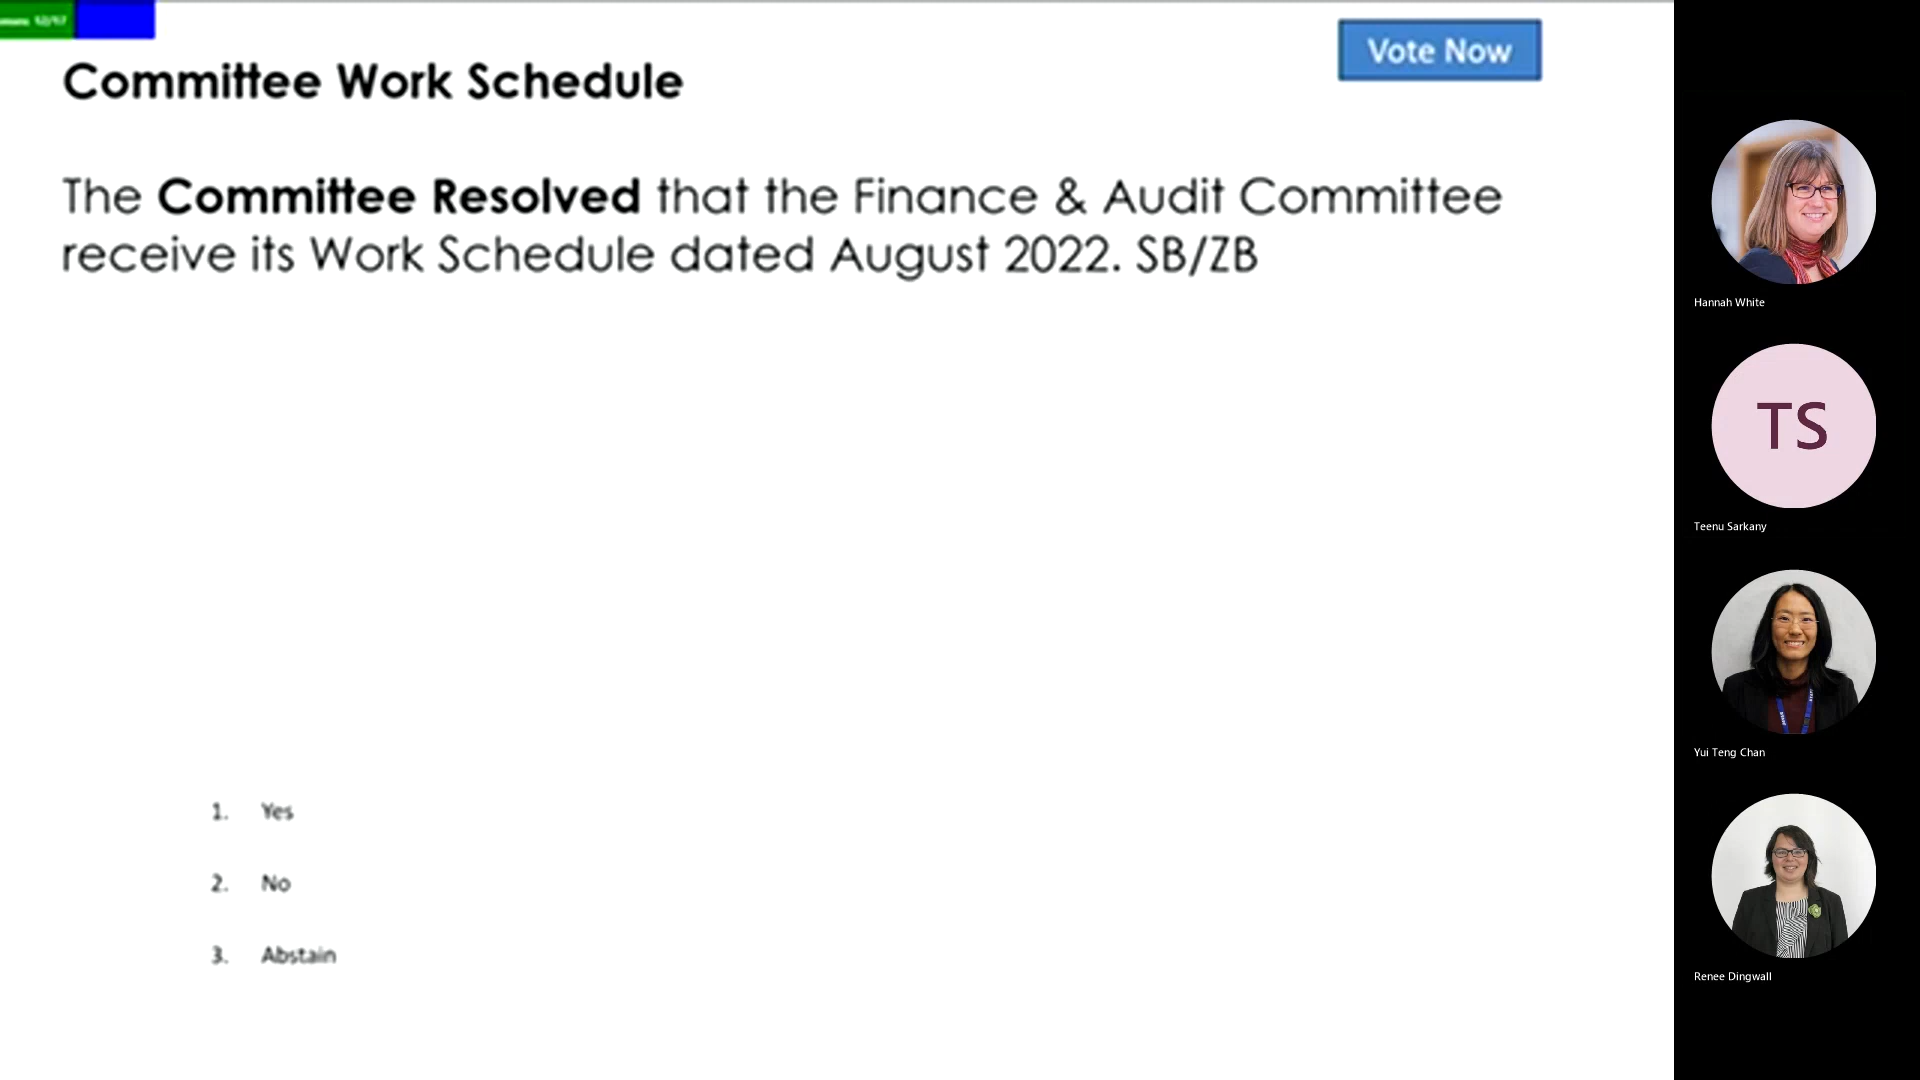 Vote Now
Committee Work Schedule
The Committee Resolved that the Finance & Audit Committee
receive its Work Schedule dated August 2022. SB/ZB
1. Yes
2. No
3. Abstain
Hannah White
TS
Teenu Sarkany
Yui Teng Chan
Renee Dingwall